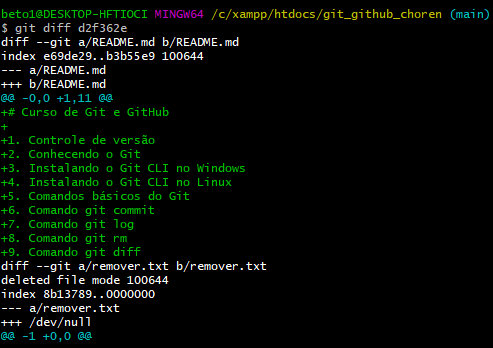 beto1@DESKTOP-HFTIOCI MINGW64 /c/xampp/htdocs/git_github_choren (main)
$ git diff d2f362e
diff --git a/README.md b/README.md
index e69de29..b3b55e9 100644
--- a/README.md
+++ b/README.md
@@ -0,0 +1,11 @@
+# Curso de Git e GitHub
+
+1. Controle de versão
+2. Conhecendo o Git
+3. Instalando o Git CLI no Windows
+4. Instalando o Git CLI no Linux
+5. Comandos básicos do Git
+6. Comando git commit
+7. Comando git log
+8. Comando git rm
+9. Comando git diff
diff --git a/remover.txt b/remover.txt
deleted file mode 100644
index 8b13789..0000000
--- a/remover.txt
+++ /dev/null
@@ -1 +0,0 @@